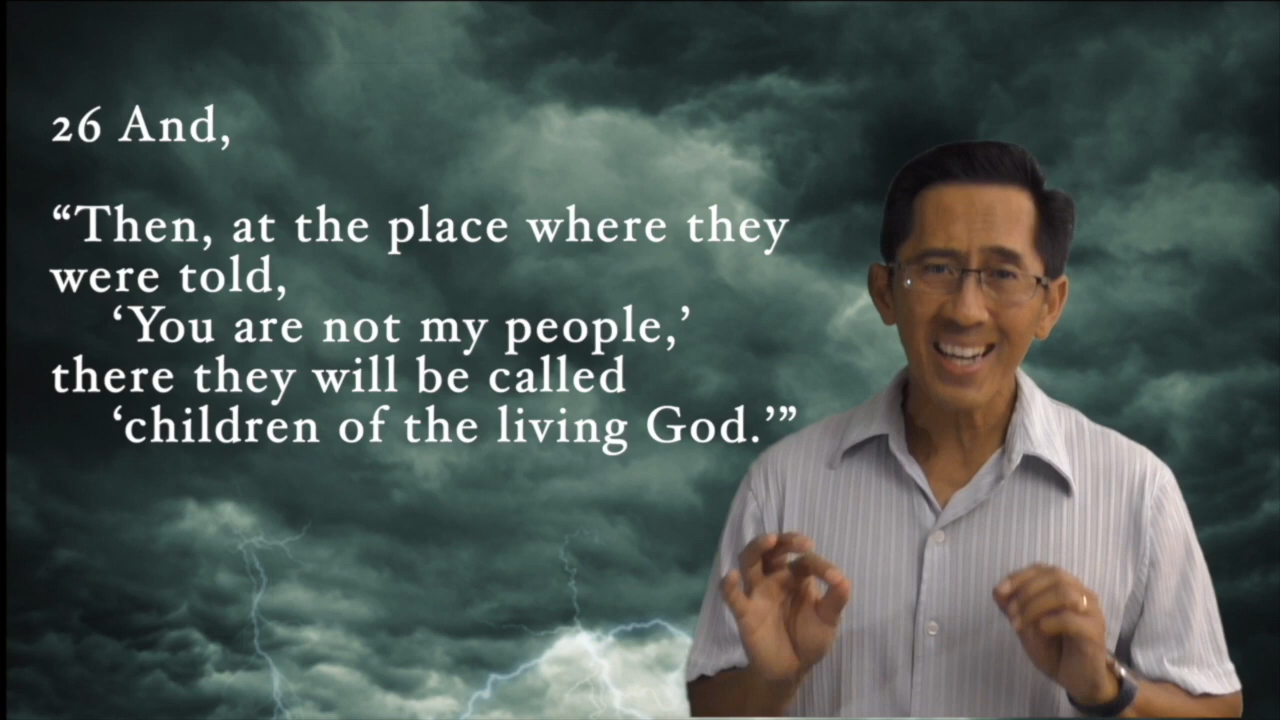 26 And,
“Then, at the place where they
were told,
‘You are not my people,’
there they will be called
‘children of the living God.’”